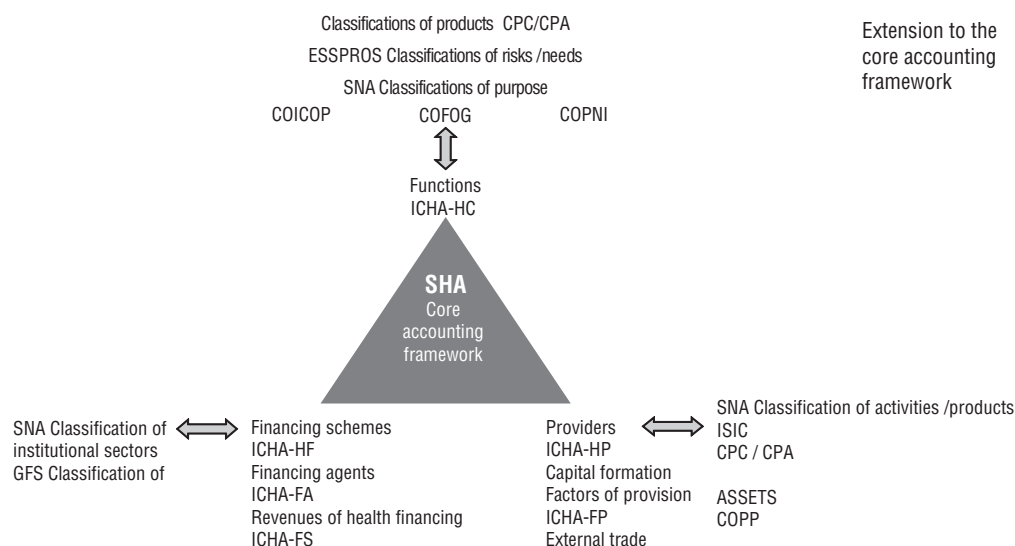 Classifications of products CPC/CPA
ESSPROS Classifications of risks /needs
SNA Classifications of purpose
COICOP COFOG COPNI
Extension to the
core accounting
framework
Functions
ICHA-HC
SHA
Core
accounting
framework
SNA Classification of
institutional sectors
GFS Classification of
Financing schemes
ICHA-HF
Financing agents
ICHA-FA
Revenues of health financing
ICHA-FS
Providers
ICHA-HP
Capital formation
Factors of provision
ICHA-FP
External trade
SNA Classification of activities /products
ISIC
CPC / CPA
ASSETS
COPP